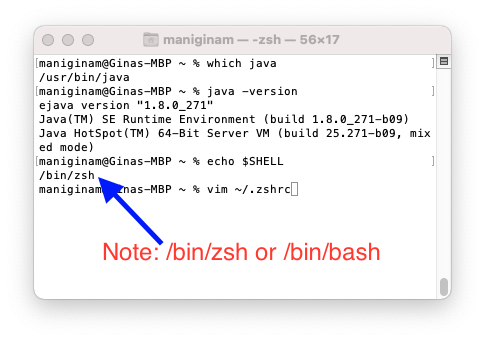 maniginam — -zsh — 56×17
[maniginam@Ginas-MBP ~ % which java ]
/usr/bin/java
[maniginam@Ginas-MBP ~ % java -version ]
ejava version "1.8.0_271"
Java(TM) SE Runtime Environment (build 1.8.0_271-b09)
Java HotSpot(TM) 64-Bit Server VM (build 25.271-b09, mix
ed mode)
[maniginam@Ginas-MBP ~ % echo $SHELL ]
/bin/zsh
maniginam@Ginas-MBP ~ % vim ~/.zshrc
Note: /bin/zsh or /bin/bash